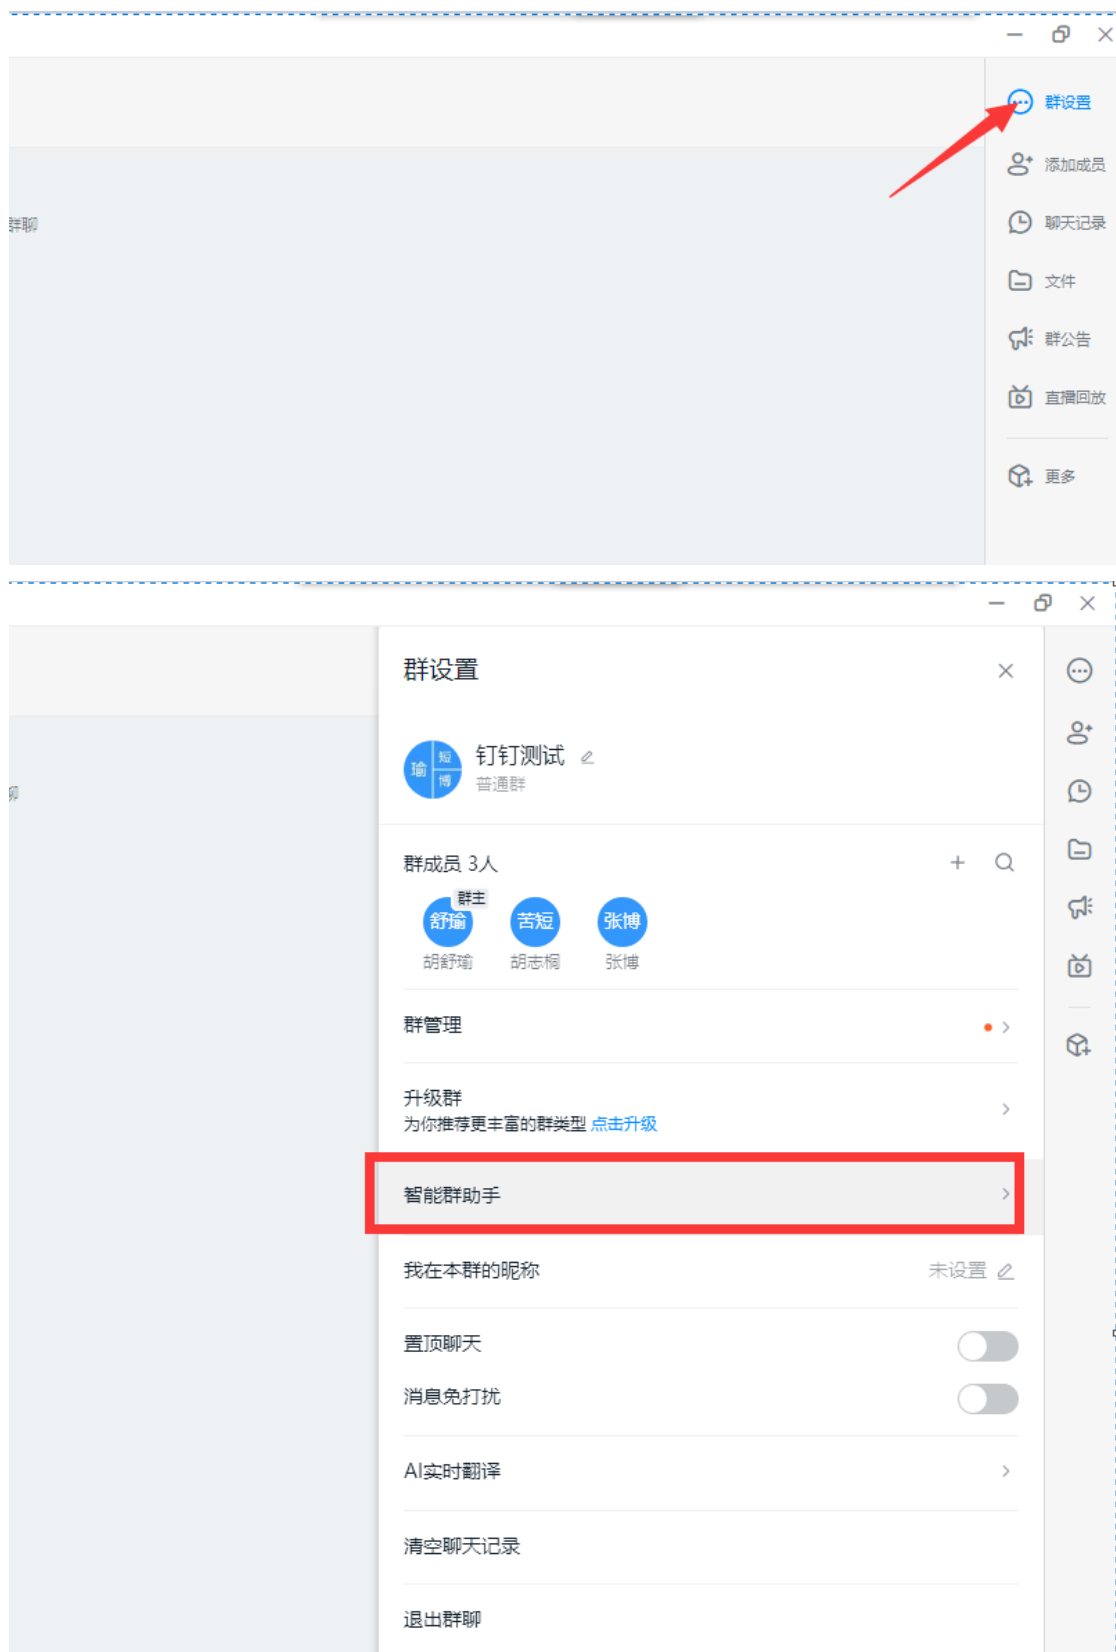 群设置
添加成员
群聊
聊天记录
文件
群公告
直播回放
更多
群设置
瑜 短 博
钉钉测试
普通群
聊
群成员 3人
群主
舒瑜 苦短 张博
胡舒瑜 胡志桐 张博
群管理
升级群
为你推荐更丰富的群类型 点击升级
智能群助手
我在本群的昵称 未设置
置顶聊天
消息免打扰
AI实时翻译
清空聊天记录
退出群聊